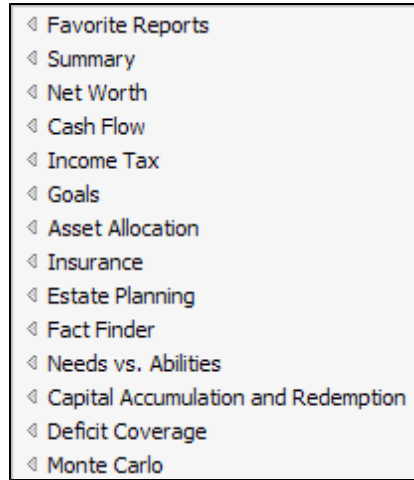 Favorite Reports
Summary
Net Worth
Cash Flow
Income Tax
Goals
Asset Allocation
Insurance
Estate Planning
Fact Finder
Needs vs. Abilities
Capital Accumulation and Redemption
Deficit Coverage
Monte Carlo